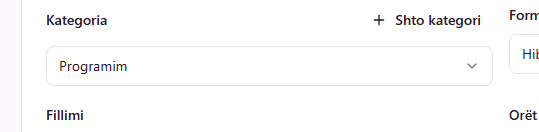 Kategoria
Shto kategori
Form
Programim
Hib
Fillimi
Orët